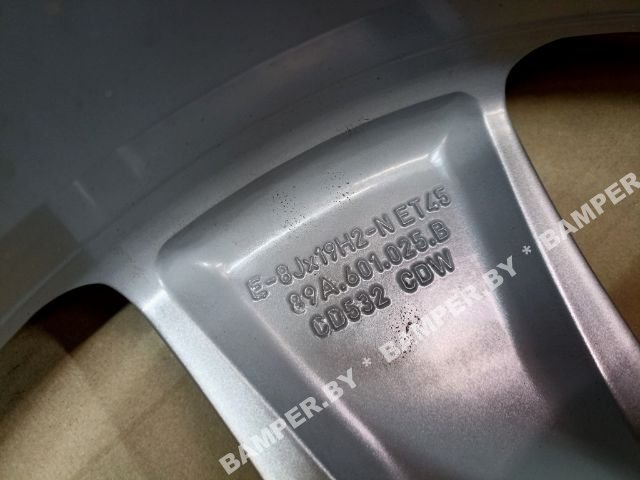 E-8Jx19H2-N ET45
89A.601.025.B
CD532 CDW
BAMPER.BY * BAMPER.BY * BAMPER